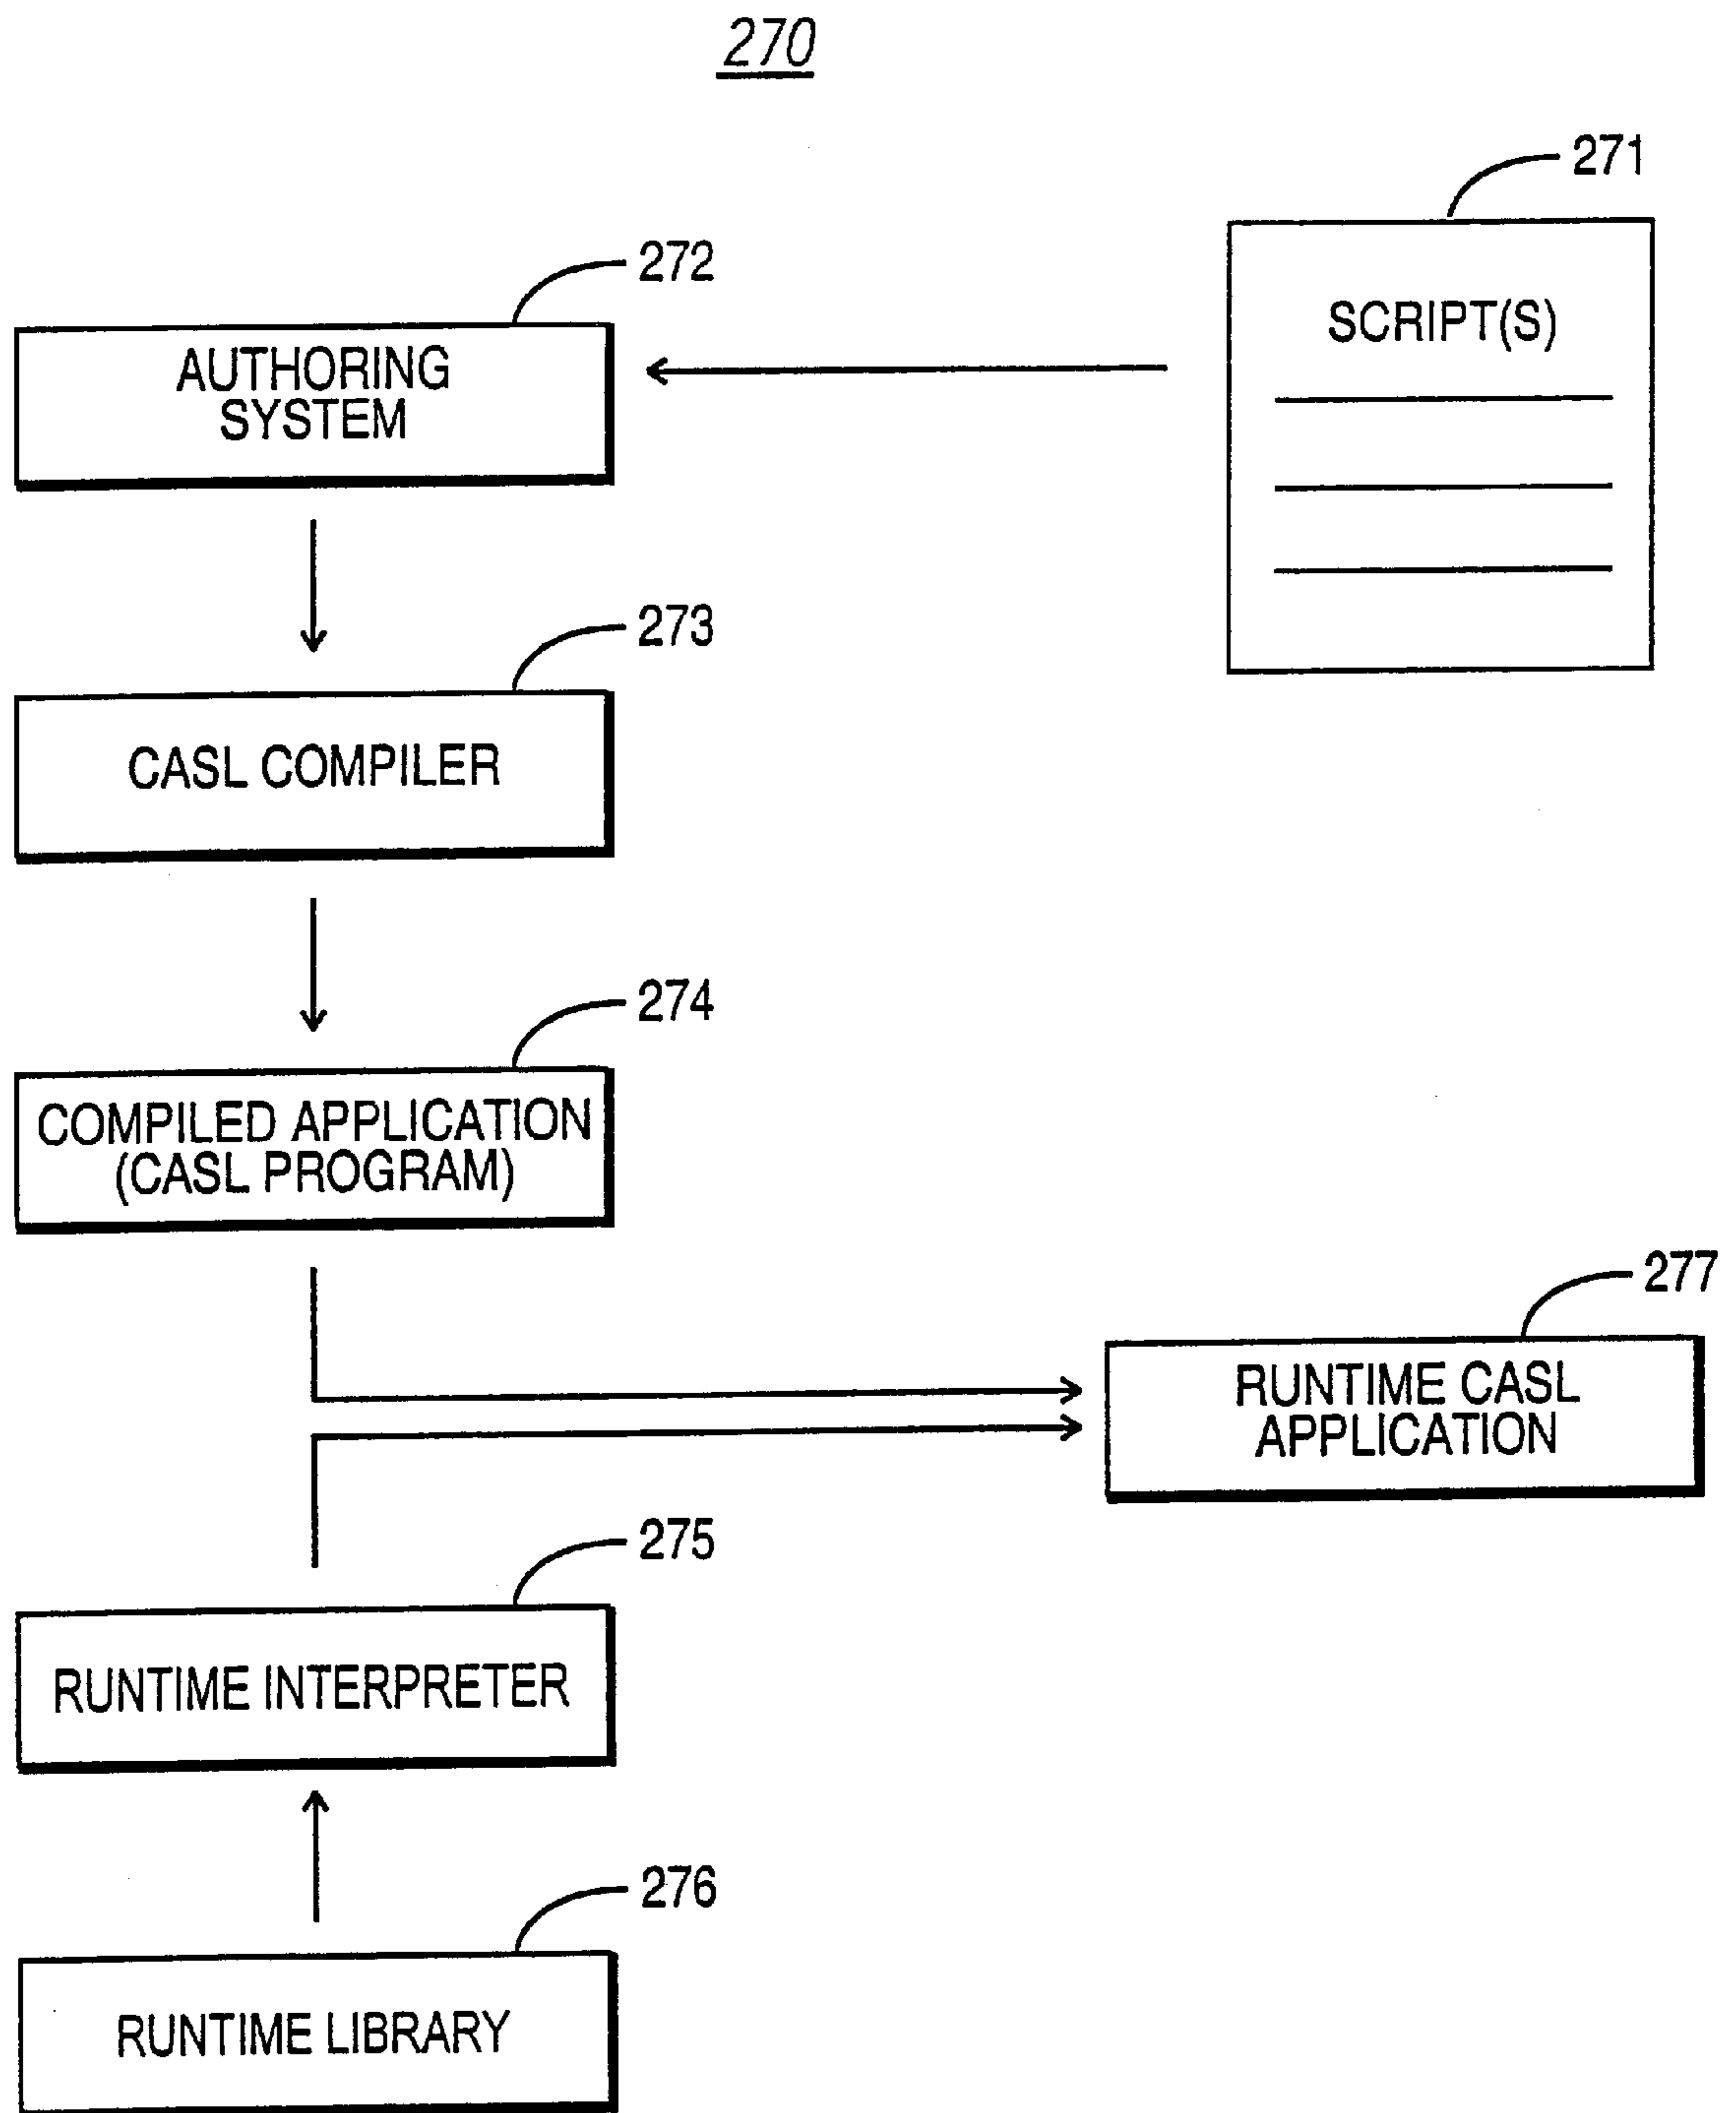 270
271
SCRIPT(S)
272
AUTHORING
SYSTEM
273
CASL COMPILER
274
COMPILED APPLICATION
(CASL PROGRAM)
277
RUNTIME CASL
APPLICATION
275
RUNTIME INTERPRETER
276
RUNTIME LIBRARY